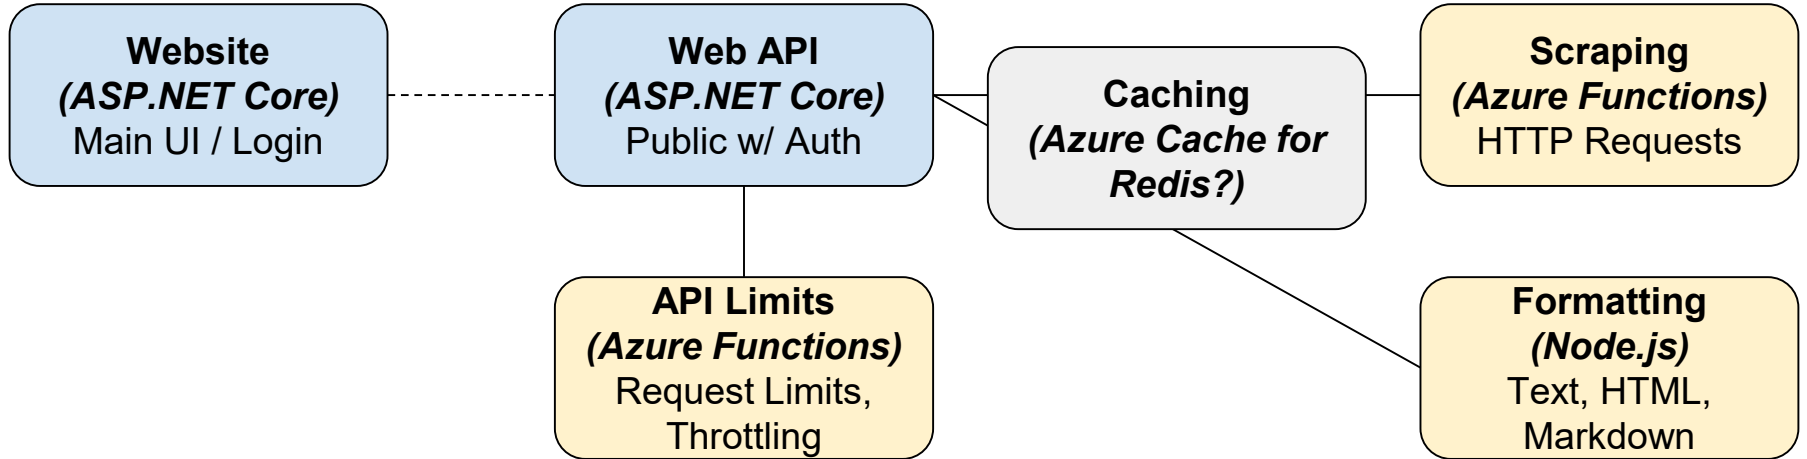 Website
(ASP.NET Core)
Main UI / Login
Web API
(ASP.NET Core)
Public w/ Auth
Caching
(Azure Cache for
Redis?)
Scraping
(Azure Functions)
HTTP Requests
API Limits
(Azure Functions)
Request Limits,
Throttling
Formatting
(Node.js)
Text, HTML,
Markdown